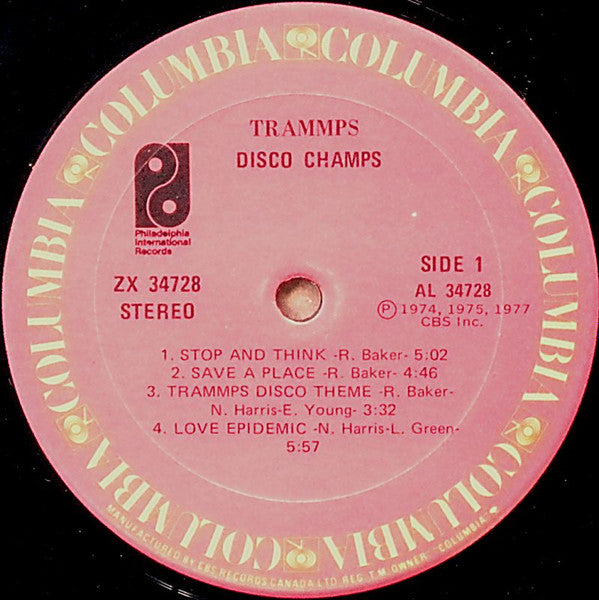 COLUMBIA COLUMBIA COLUMBIA COLUMBIA COLUMBIA COLUMBIA
TRAMMPS
DISCO CHAMPS
Philadelphia
International
Records
ZX 34728
STEREO
SIDE 1
AL 34728
Ⓟ 1974, 1975, 1977
CBS Inc.
1. STOP AND THINK -R. Baker- 5:02
2. SAVE A PLACE -R. Baker- 4:46
3. TRAMMPS DISCO THEME -R. Baker-
N. Harris-E. Young- 3:32
4. LOVE EPIDEMIC -N. Harris-L. Green-
5:57
MANUFACTURED BY CBS RECORDS CANADA LTD. REG. T.M. OWNER "COLUMBIA"